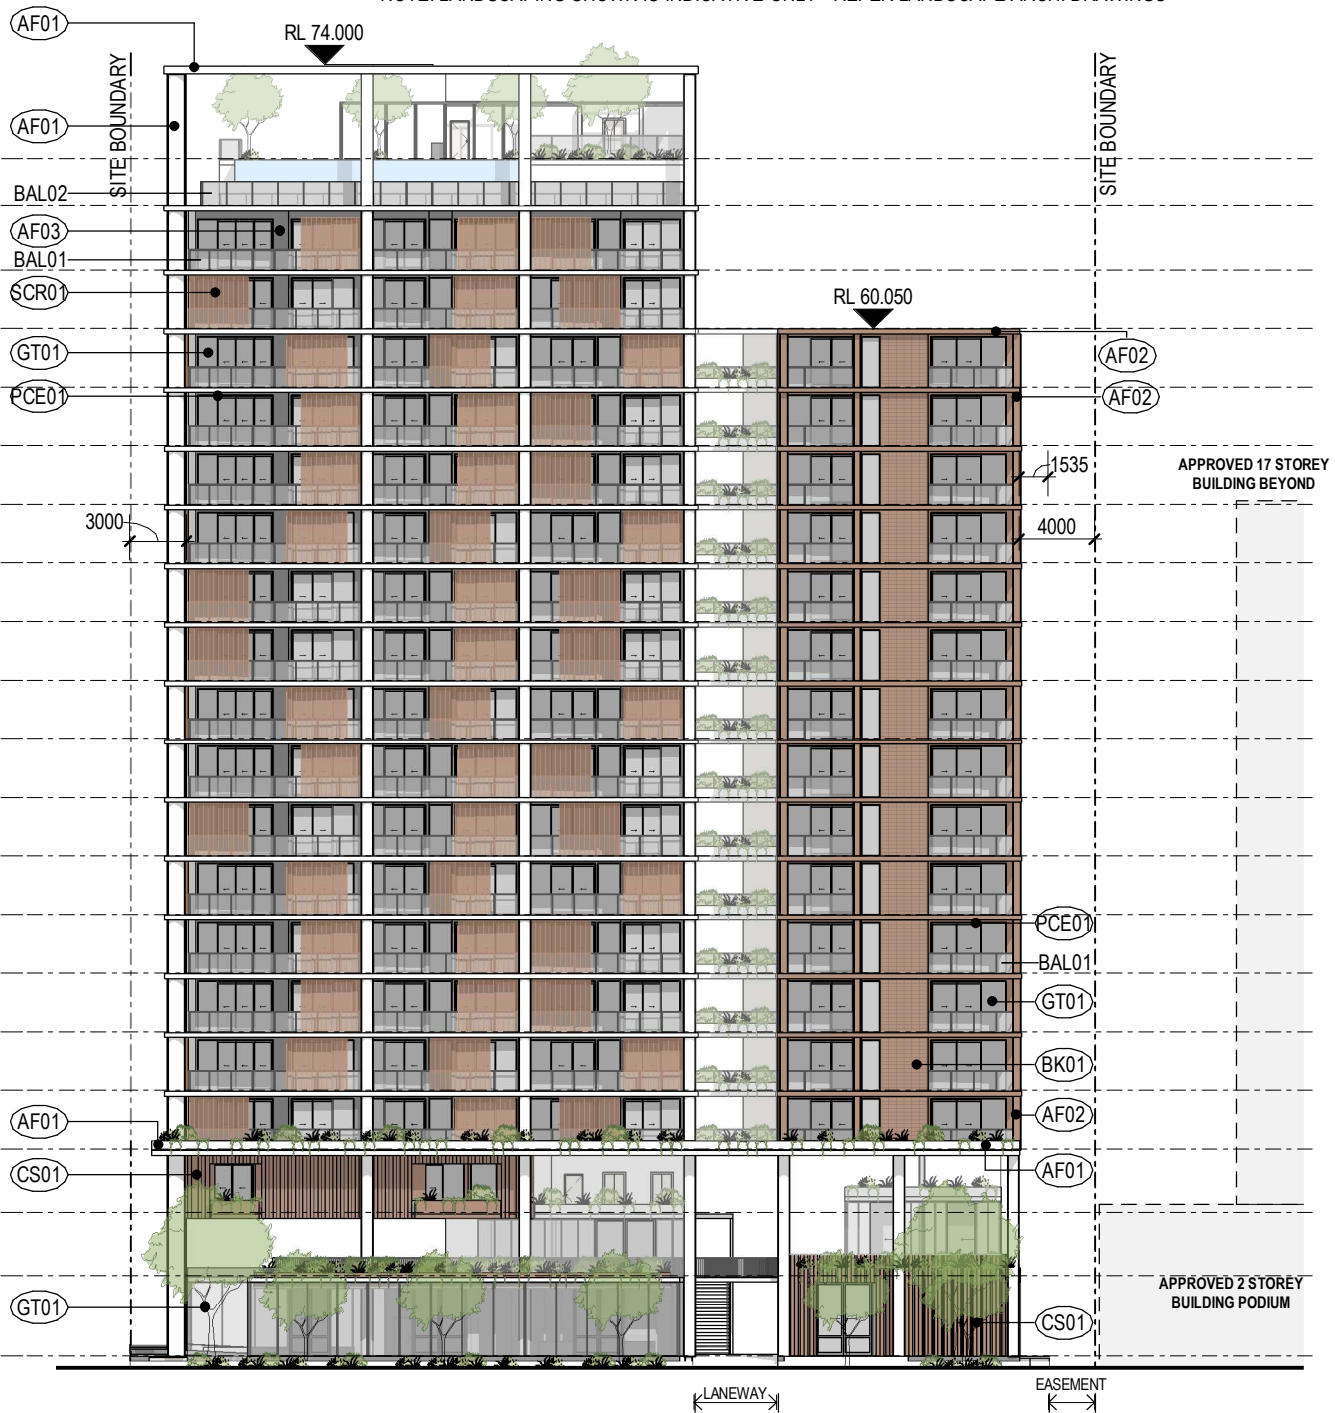 AF01
RL 74.000
SITE BOUNDARY
SITE BOUNDARY
AF01
BAL02
AF03
BAL01
SCR01
RL 60.050
GT01
AF02
PCE01
AF02
1535
APPROVED 17 STOREY
BUILDING BEYOND
3000
4000
PCE01
BAL01
GT01
BK01
AF01
AF02
CS01
AF01
APPROVED 2 STOREY
BUILDING PODIUM
GT01
CS01
LANEWAY
EASEMENT